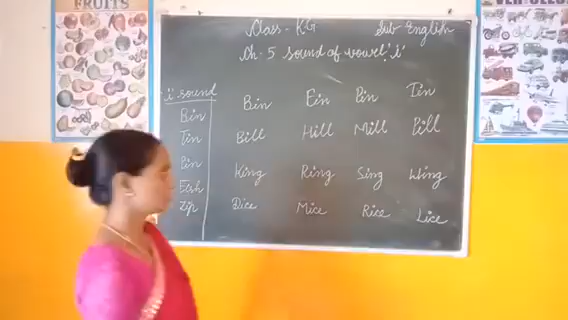 FRUITS
Class - KG Sub- English
Ch- 5 sound of vowel 'i'
'i' sound
Bin Bin Fin Pin Tin
Tin Bill Hill Mill Pill
Pin King Ring Sing Wing
Fish
Zip Dice Mice Rice Lice